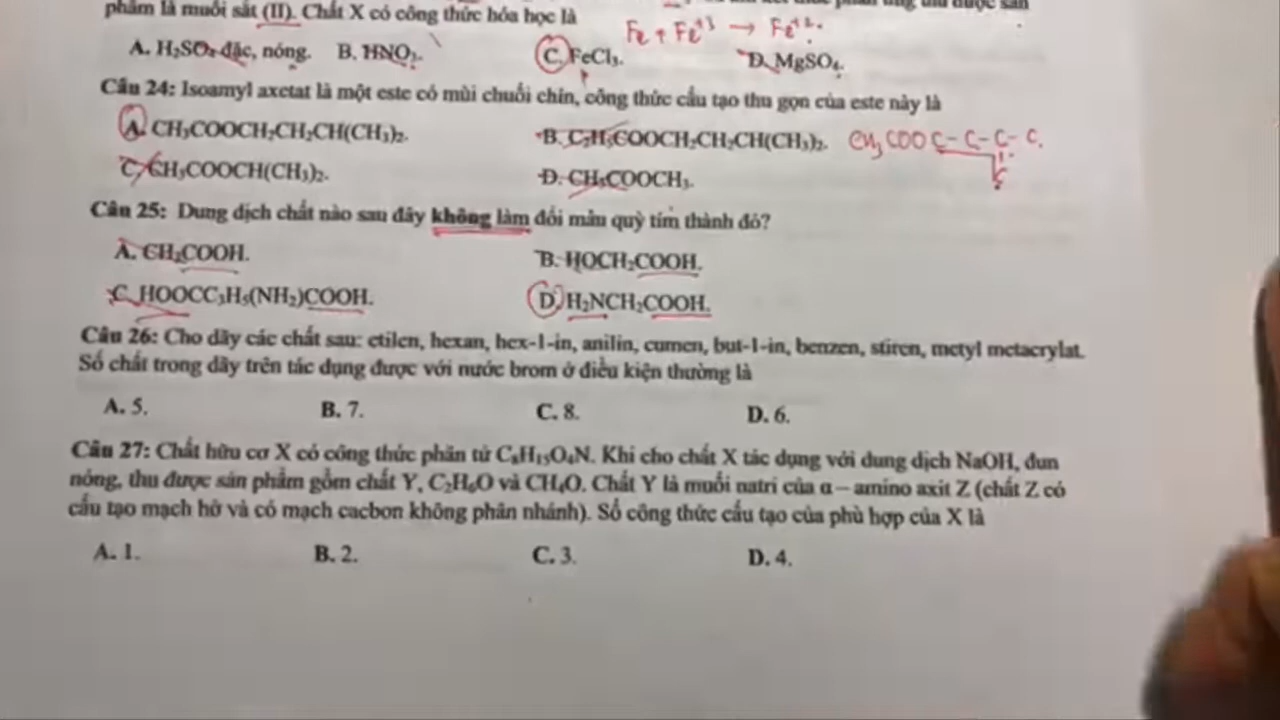 phẩm là muối sắt (II). Chất X có công thức hóa học là
Fe + Fe+3 → Fe+2.
A. H₂SO₄ đặc, nóng. B. HNO₃. C. FeCl₃. D. MgSO₄.
Câu 24: Isoamyl axetat là một este có mùi chuối chín, công thức cấu tạo thu gọn của este này là
A. CH₃COOCH₂CH₂CH(CH₃)₂. B. C₂H₅COOCH₂CH₂CH(CH₃)₂. CH₃COOC-C-C-C.
C
C. CH₃COOCH(CH₃)₂. D. CH₃COOCH₃.
Câu 25: Dung dịch chất nào sau đây không làm đổi màu quỳ tím thành đỏ?
A. CH₃COOH. B. HOCH₂COOH.
C. HOOCC₃H₅(NH₂)COOH. D. H₂NCH₂COOH.
Câu 26: Cho dãy các chất sau: etilen, hexan, hex-1-in, anilin, cumen, but-1-in, benzen, stiren, metyl metacrylat.
Số chất trong dãy trên tác dụng được với nước brom ở điều kiện thường là
A. 5. B. 7. C. 8. D. 6.
Câu 27: Chất hữu cơ X có công thức phân tử C₈H₁₅O₄N. Khi cho chất X tác dụng với dung dịch NaOH, đun
nóng, thu được sản phẩm gồm chất Y, C₂H₆O và CH₄O. Chất Y là muối natri của α – amino axit Z (chất Z có
cấu tạo mạch hở và có mạch cacbon không phân nhánh). Số công thức cấu tạo của phù hợp của X là
A. 1. B. 2. C. 3. D. 4.